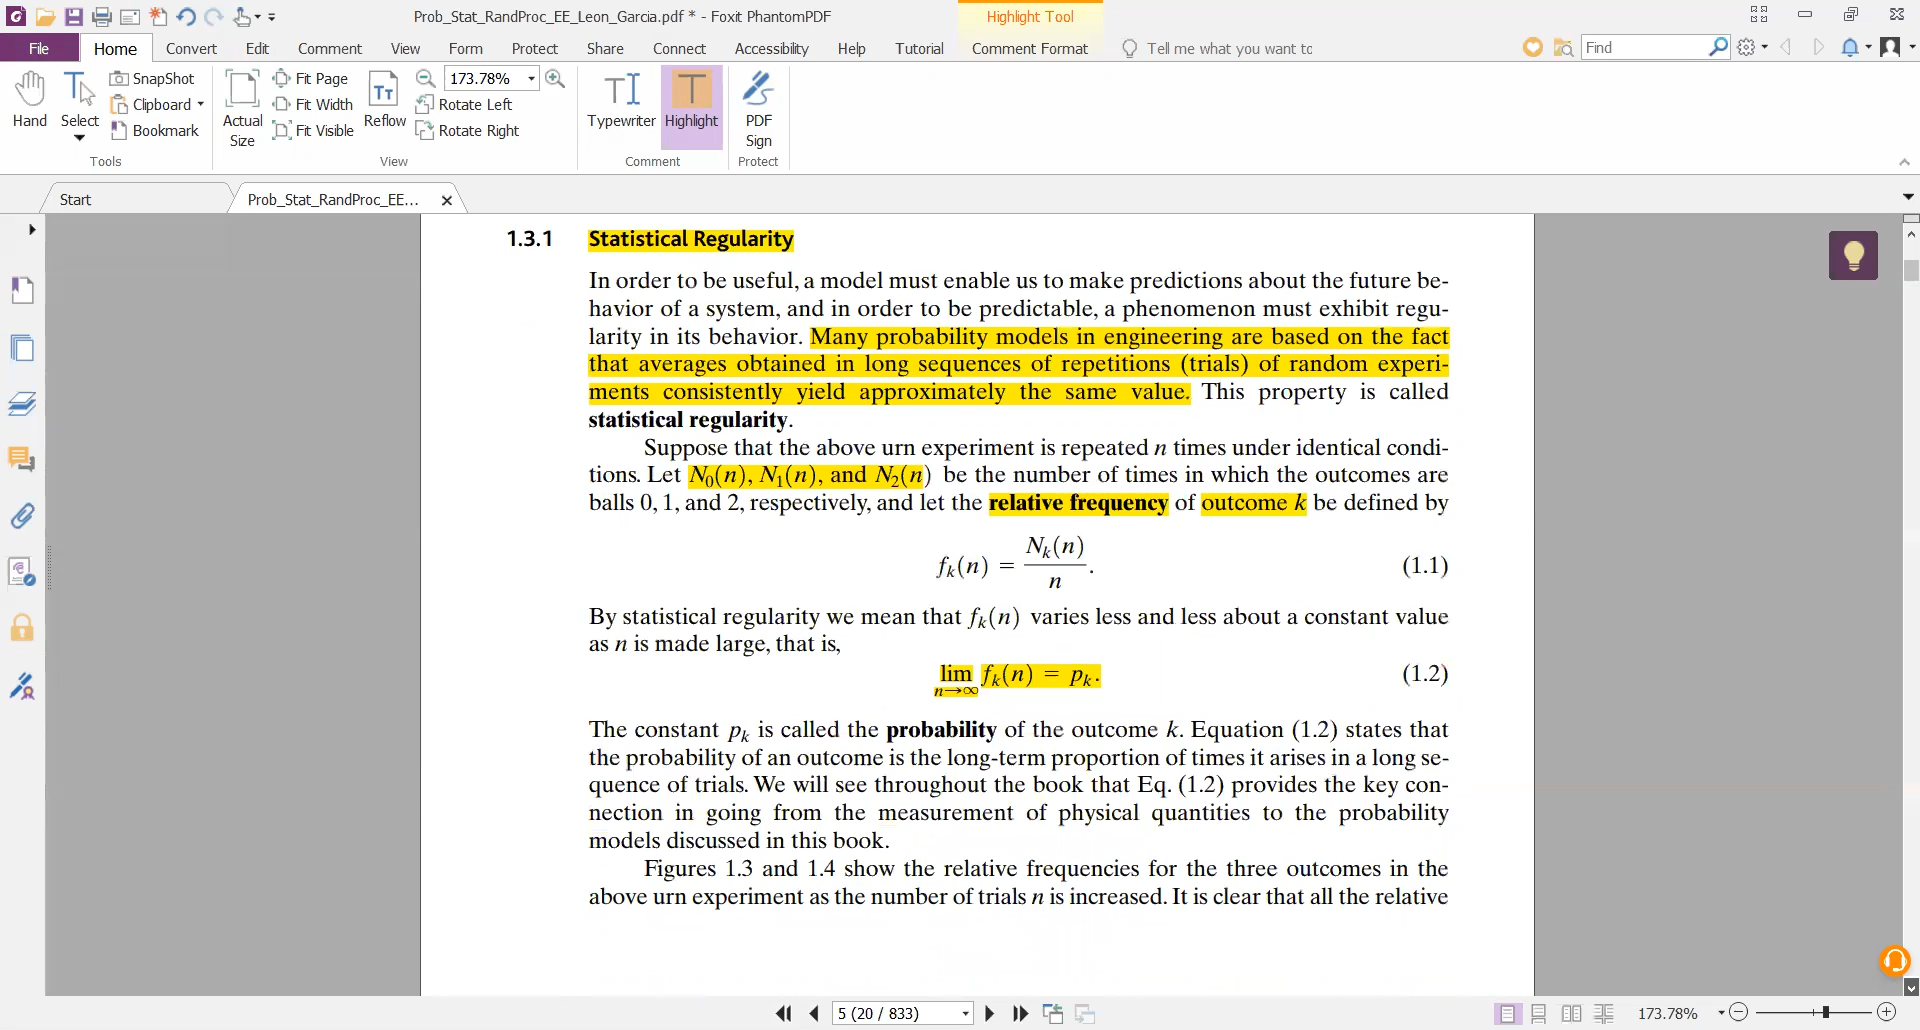 Prob_Stat_RandProc_EE_Leon_Garcia.pdf * - Foxit PhantomPDF
Highlight Tool
File Home Convert Edit Comment View Form Protect Share Connect Accessibility Help Tutorial Comment Format Tell me what you want to Find
Hand
Select
SnapShot
Clipboard
Bookmark
Tools
Actual
Size
Fit Page
Fit Width
Fit Visible
Reflow
173.78%
Rotate Left
Rotate Right
View
Typewriter
Highlight
Comment
PDF
Sign
Protect
Start
Prob_Stat_RandProc_EE...
1.3.1 Statistical Regularity
In order to be useful, a model must enable us to make predictions about the future be-
havior of a system, and in order to be predictable, a phenomenon must exhibit regu-
larity in its behavior. Many probability models in engineering are based on the fact
that averages obtained in long sequences of repetitions (trials) of random experi-
ments consistently yield approximately the same value. This property is called
statistical regularity.
Suppose that the above urn experiment is repeated n times under identical condi-
tions. Let N₀(n), N₁(n), and N₂(n) be the number of times in which the outcomes are
balls 0, 1, and 2, respectively, and let the relative frequency of outcome k be defined by
fₖ(n) = Nₖ(n) / n. (1.1)
By statistical regularity we mean that fₖ(n) varies less and less about a constant value
as n is made large, that is,
lim fₖ(n) = pₖ. (1.2)
n→∞
The constant pₖ is called the probability of the outcome k. Equation (1.2) states that
the probability of an outcome is the long-term proportion of times it arises in a long se-
quence of trials. We will see throughout the book that Eq. (1.2) provides the key con-
nection in going from the measurement of physical quantities to the probability
models discussed in this book.
Figures 1.3 and 1.4 show the relative frequencies for the three outcomes in the
above urn experiment as the number of trials n is increased. It is clear that all the relative
5 (20 / 833)
173.78%